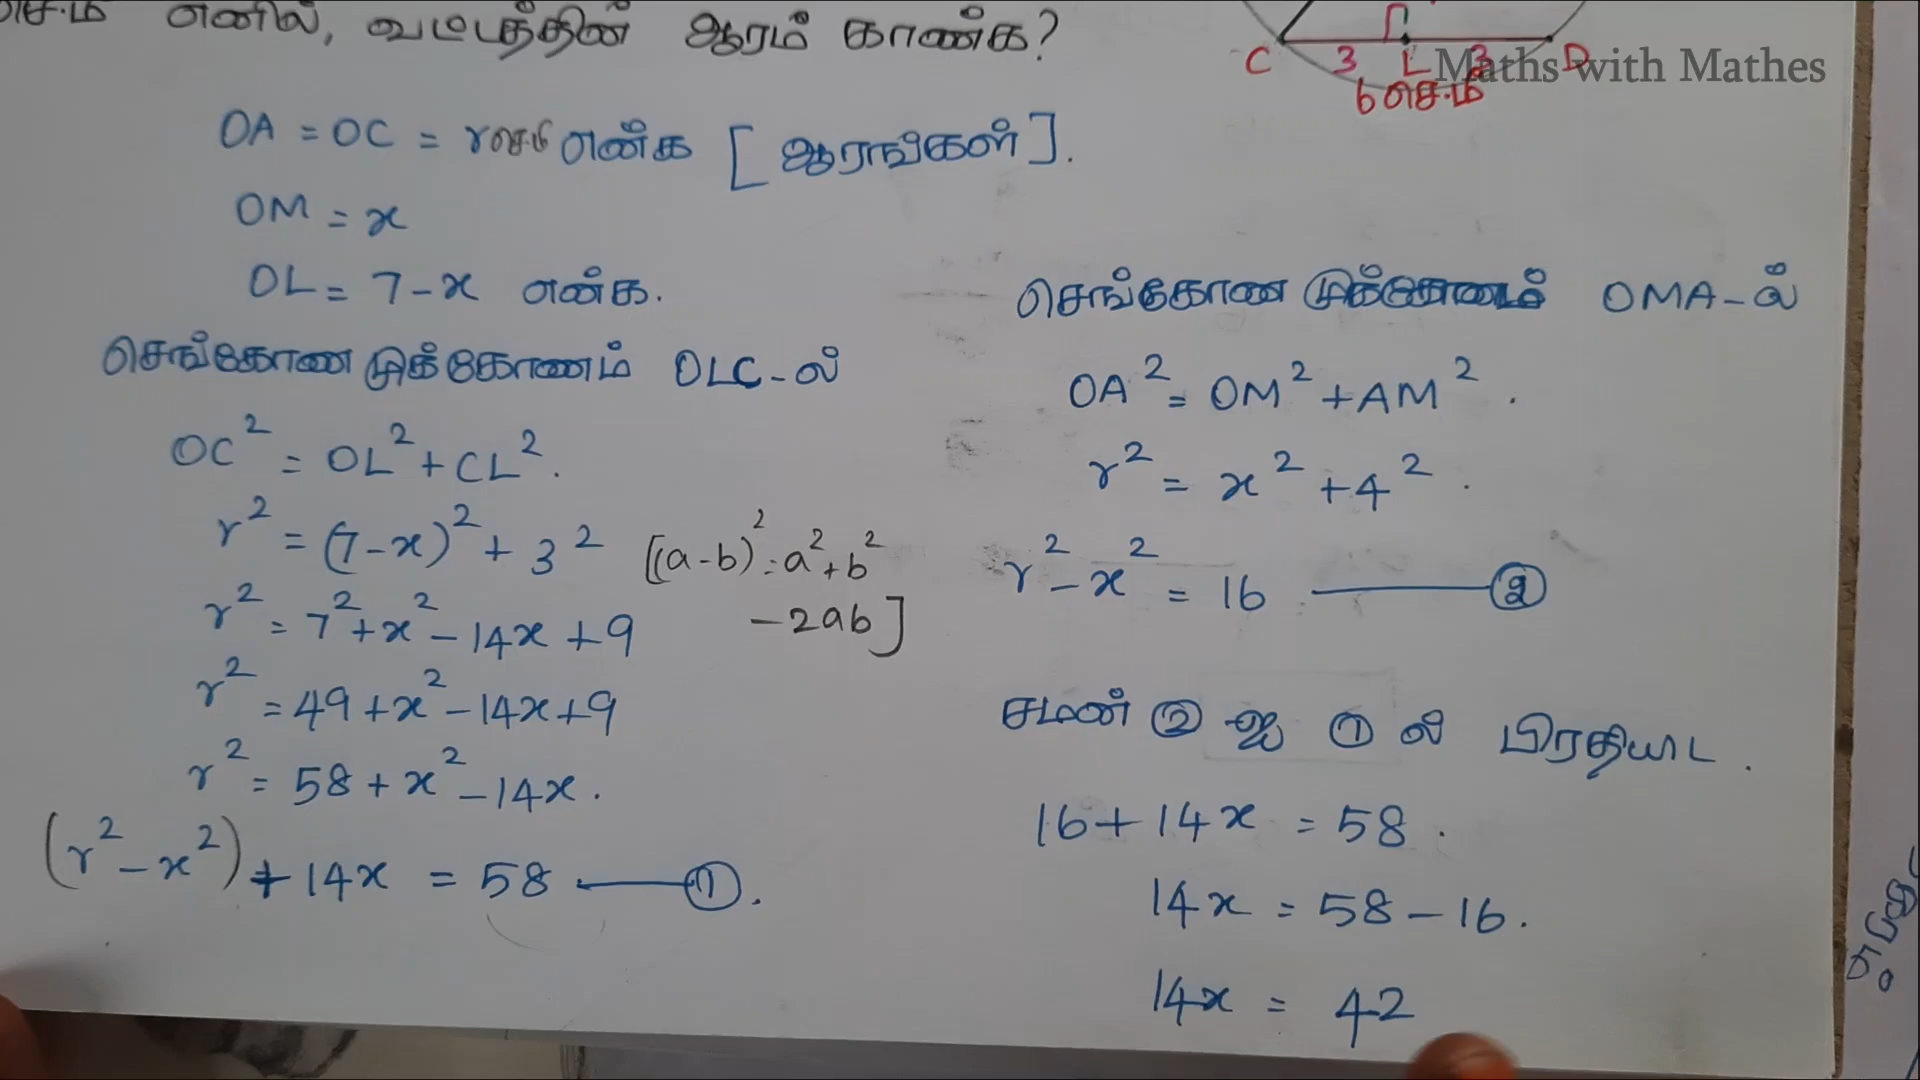 செ.மீ எனில், வட்டத்தின் ஆரம் காண்க?
C 3 L 3 D
Maths with Mathes
6 செ.மீ
OA = OC = r செ.மீ என்க [ ஆரங்கள் ].
OM = x
OL = 7-x என்க.
செங்கோண முக்கோணம் OLC-ல்
OC² = OL² + CL².
r² = (7-x)² + 3²
[(a-b)² = a² + b²
-2ab]
r² = 7² + x² - 14x + 9
r² = 49 + x² - 14x + 9
r² = 58 + x² - 14x.
(r² - x²) + 14x = 58 —— ①.
செங்கோண முக்கோணம் OMA-ல்
OA² = OM² + AM².
r² = x² + 4².
r² - x² = 16 —— ②
சமன் ② ஐ ① ல் பிரதியிட.
16 + 14x = 58.
14x = 58 - 16.
14x = 42